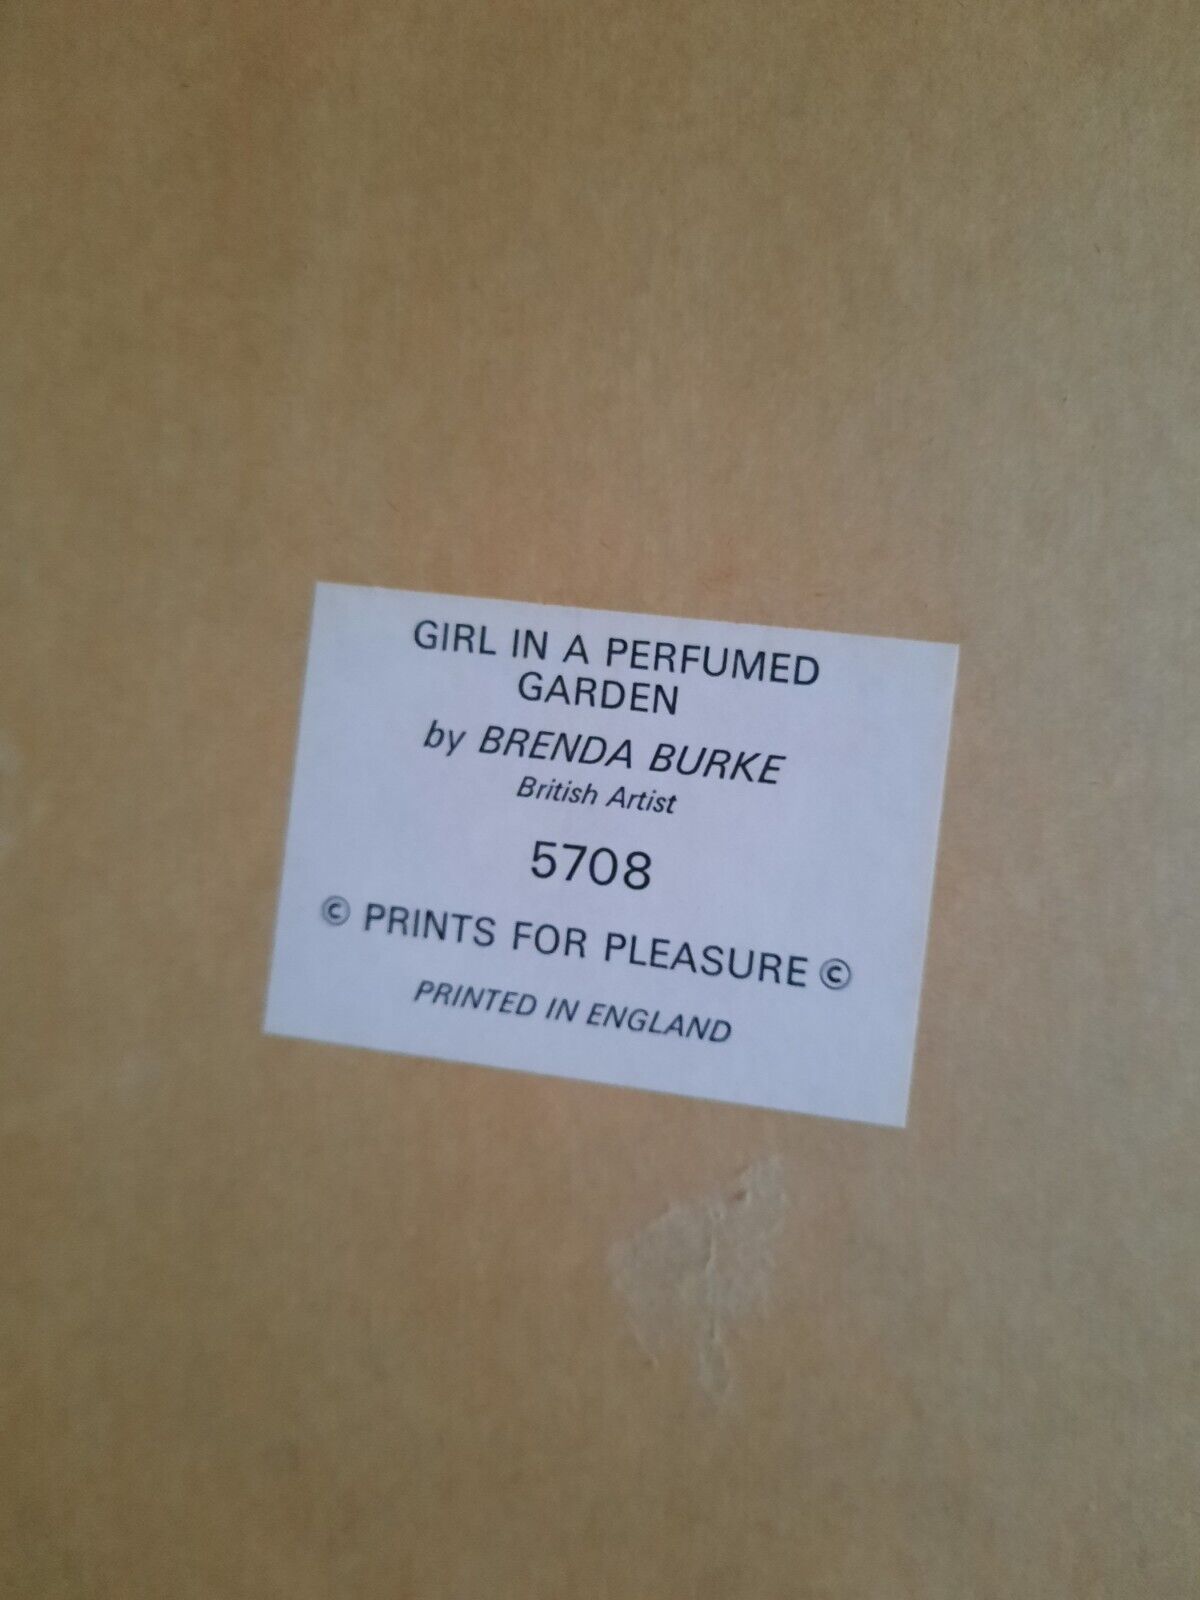 GIRL IN A PERFUMED
GARDEN
by BRENDA BURKE
British Artist
5708
© PRINTS FOR PLEASURE ©
PRINTED IN ENGLAND